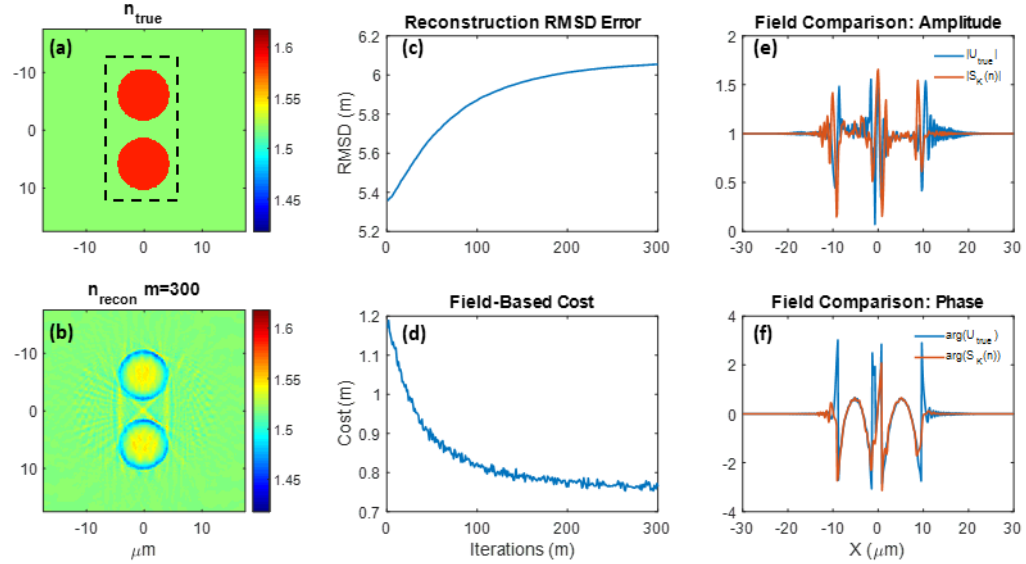 n_true
(a)
-10
0
10
-10 0 10
1.6
1.55
1.5
1.45
Reconstruction RMSD Error
(c)
RMSD (m)
6.2
6
5.8
5.6
5.4
5.2
0 100 200 300
Field Comparison: Amplitude
(e)
|U_true|
|S_K(n)|
2
1.5
1
0.5
0
-30 -20 -10 0 10 20 30
n_recon m=300
(b)
-10
0
10
-10 0 10
μm
1.6
1.55
1.5
1.45
Field-Based Cost
(d)
Cost (m)
1.2
1.1
1
0.9
0.8
0.7
0 100 200 300
Iterations (m)
Field Comparison: Phase
(f)
arg(U_true)
arg(S_K(n))
4
2
0
-2
-4
-30 -20 -10 0 10 20 30
X (μm)